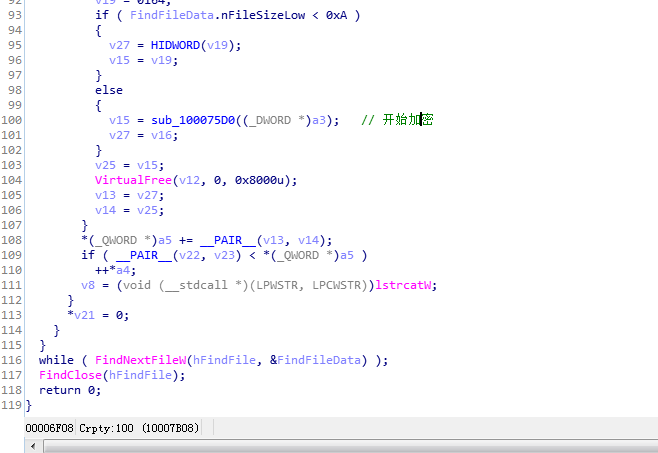 92 v19 = 0i64;
93 if ( FindFileData.nFileSizeLow < 0xA )
94 {
95 v27 = HIDWORD(v19);
96 v15 = v19;
97 }
98 else
99 {
100 v15 = sub_100075D0((_DWORD *)a3); // 开始加密
101 v27 = v16;
102 }
103 v25 = v15;
104 VirtualFree(v12, 0, 0x8000u);
105 v13 = v27;
106 v14 = v25;
107 }
108 *(_QWORD *)a5 += __PAIR__(v13, v14);
109 if ( __PAIR__(v22, v23) < *(_QWORD *)a5 )
110 ++*a4;
111 v8 = (void (__stdcall *)(LPWSTR, LPCWSTR))lstrcatW;
112 }
113 *v21 = 0;
114 }
115 }
116 while ( FindNextFileW(hFindFile, &FindFileData) );
117 FindClose(hFindFile);
118 return 0;
119 }
00006F08 Crpty:100 (10007B08)